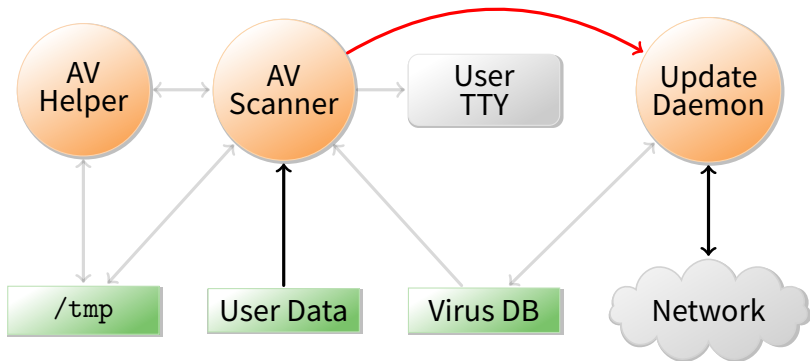 AV
Helper
AV
Scanner
User
TTY
Update
Daemon
/tmp
User Data
Virus DB
Network